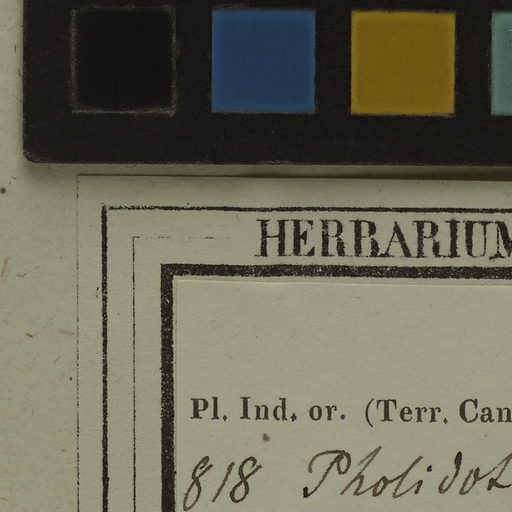 HERBARIUM
Pl. Ind. or. (Terr. Can
818 Pholidot